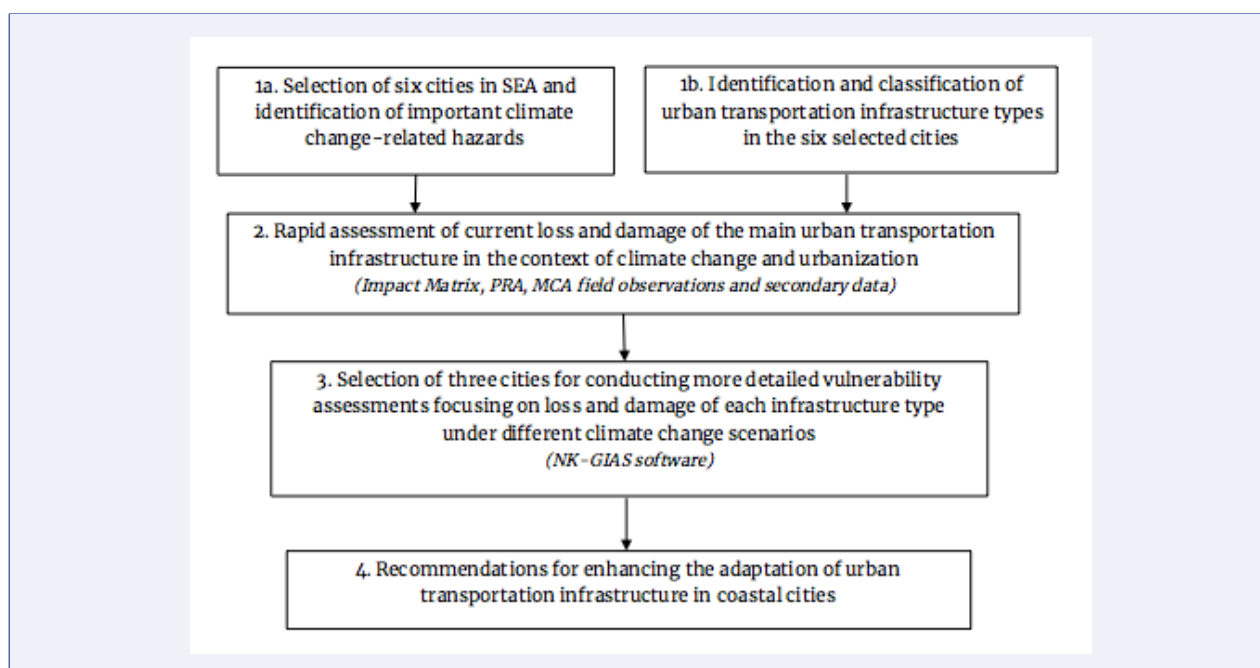 1a. Selection of six cities in SEA and
identification of important climate
change-related hazards
1b. Identification and classification of
urban transportation infrastructure types
in the six selected cities
2. Rapid assessment of current loss and damage of the main urban transportation
infrastructure in the context of climate change and urbanization
(Impact Matrix, PRA, MCA field observations and secondary data)
3. Selection of three cities for conducting more detailed vulnerability
assessments focusing on loss and damage of each infrastructure type
under different climate change scenarios
(NK-GIAS software)
4. Recommendations for enhancing the adaptation of urban
transportation infrastructure in coastal cities